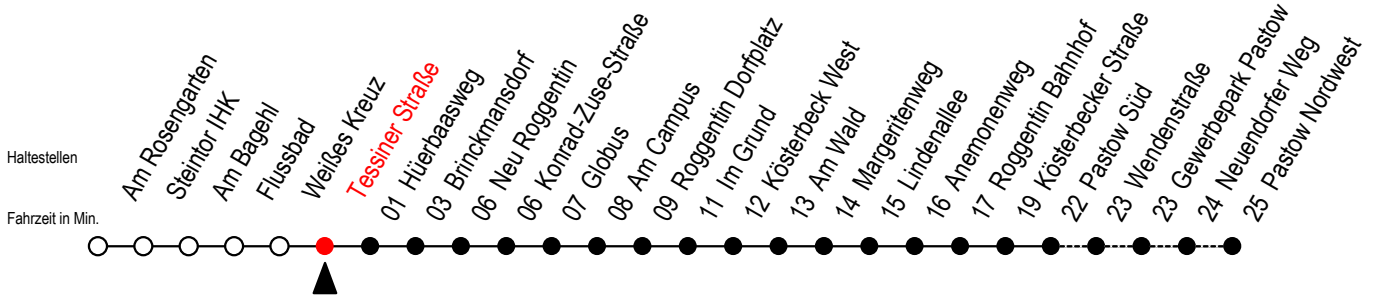 Haltestellen
Fahrzeit in Min.
Am Rosengarten
Steintor IHK
Am Bagehl
Flussbad
Weißes Kreuz
Tessiner Straße
01 Hüerbaasweg
03 Brinckmansdorf
06 Neu Roggentin
06 Konrad-Zuse-Straße
07 Globus
08 Am Campus
09 Roggentin Dorfplatz
11 Im Grund
12 Kösterbeck West
13 Am Wald
14 Margeritenweg
15 Lindenallee
16 Anemonenweg
17 Roggentin Bahnhof
19 Kösterbecker Straße
22 Pastow Süd
23 Wendenstraße
23 Gewerbepark Pastow
24 Neuendorfer Weg
25 Pastow Nordwest